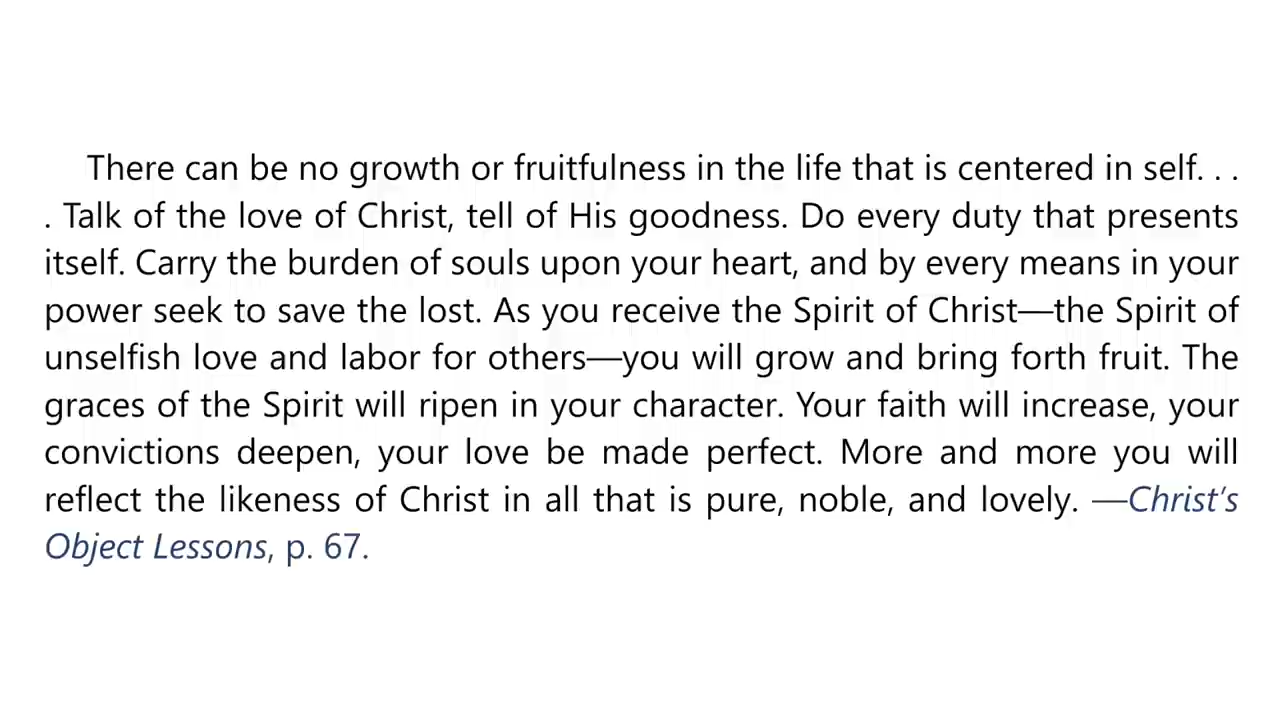 There can be no growth or fruitfulness in the life that is centered in self. . .
. Talk of the love of Christ, tell of His goodness. Do every duty that presents
itself. Carry the burden of souls upon your heart, and by every means in your
power seek to save the lost. As you receive the Spirit of Christ—the Spirit of
unselfish love and labor for others—you will grow and bring forth fruit. The
graces of the Spirit will ripen in your character. Your faith will increase, your
convictions deepen, your love be made perfect. More and more you will
reflect the likeness of Christ in all that is pure, noble, and lovely. —Christ’s
Object Lessons, p. 67.